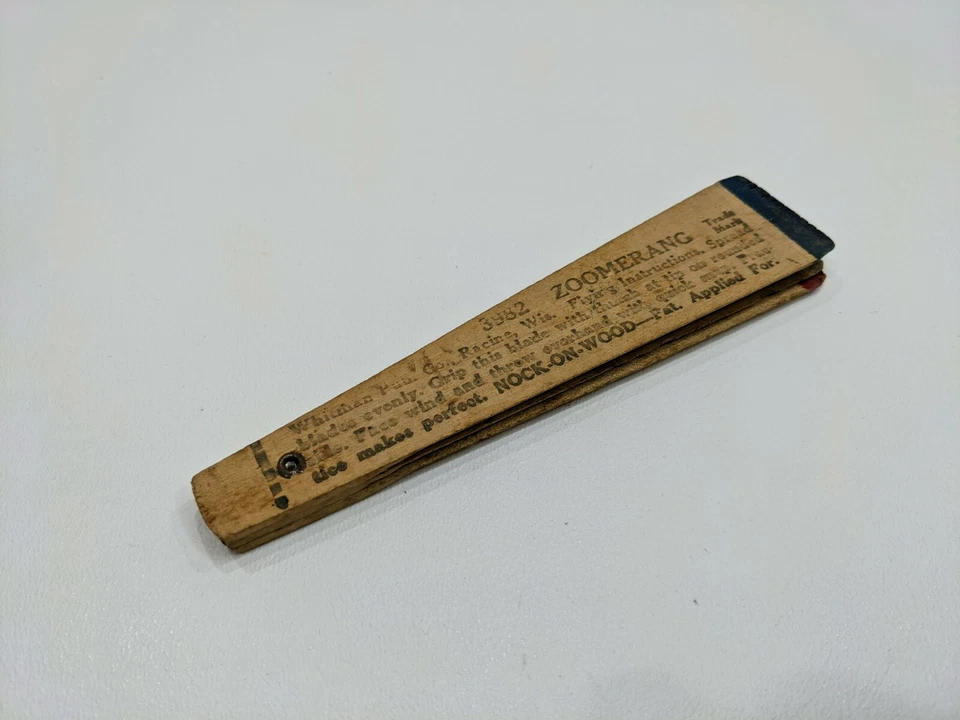 3982 ZOOMERANG Trade Mark
Whitman Pub. Co. Racine, Wis. Flyer's Instructions. Spread
blades evenly. Grip this blade with thumb at tip on rounded
side. Face wind and throw overhand with quick snap. Prac-
tice makes perfect. NOCK-ON-WOOD—Pat. Applied For.